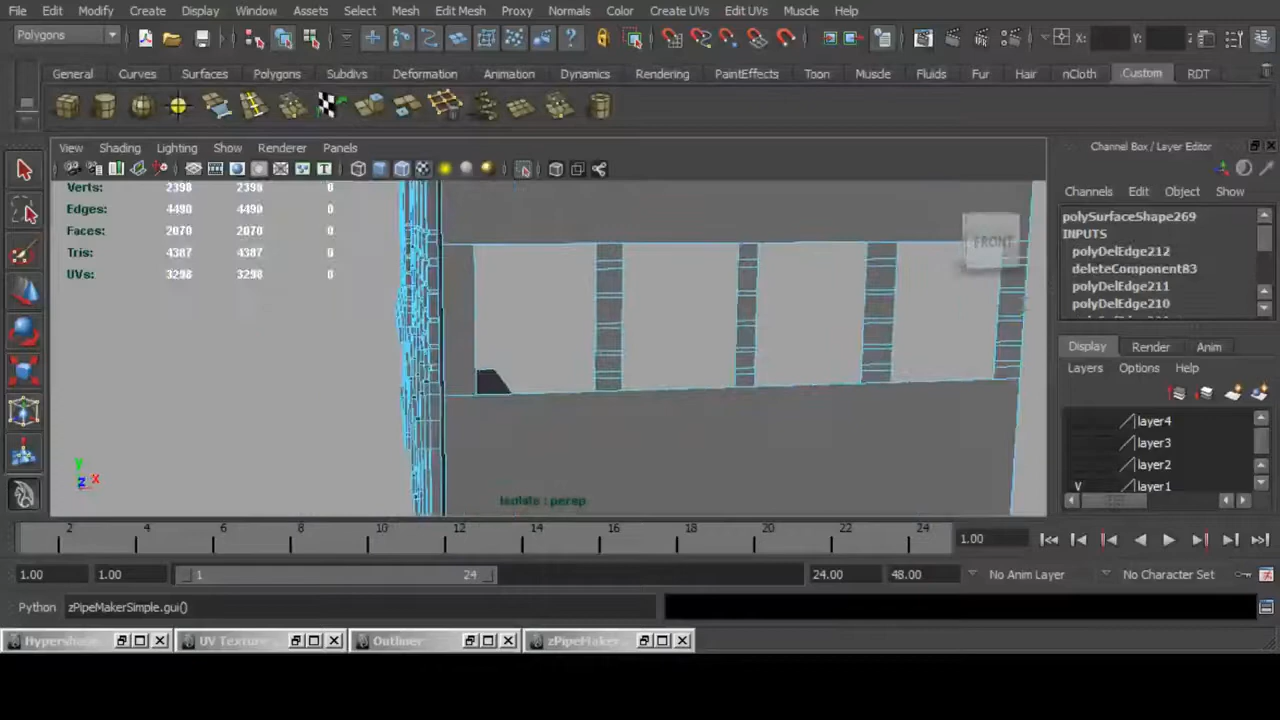 File Edit Modify Create Display Window Assets Select Mesh Edit Mesh Proxy Normals Color Create UVs Edit UVs Muscle Help
Polygons X: Y: Z
General Curves Surfaces Polygons Subdivs Deformation Animation Dynamics Rendering PaintEffects Toon Muscle Fluids Fur Hair nCloth Custom RDT
View Shading Lighting Show Renderer Panels
Channel Box / Layer Editor
Channels Edit Object Show
Verts: 2398 2398 0
Edges: 4490 4490 0
Faces: 2070 2070 0
Tris: 4387 4387 0
UVs: 3298 3298 0
FRONT
polySurfaceShape269
INPUTS
polyDelEdge212
deleteComponent83
polyDelEdge211
polyDelEdge210
Display Render Anim
Layers Options Help
layer4
layer3
layer2
V layer1
y
z x
Isolate : persp
2 4 6 8 10 12 14 16 18 20 22 24 1.00
1.00 1.00 1 24 24.00 48.00 No Anim Layer No Character Set
Python zPipeMakerSimple.gui()
Hypersha UV Texture Outliner zPipeMaker